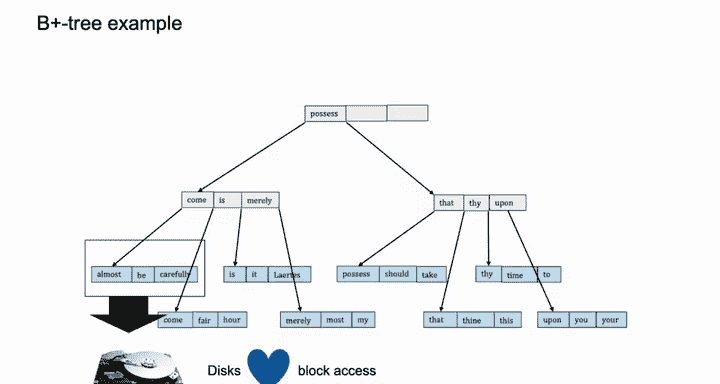 B+-tree example
possess
come is merely
that thy upon
almost be carefully
is it Laertes
possess should take
thy time to
come fair hour
merely most my
that thine this
upon you your
Disks block access